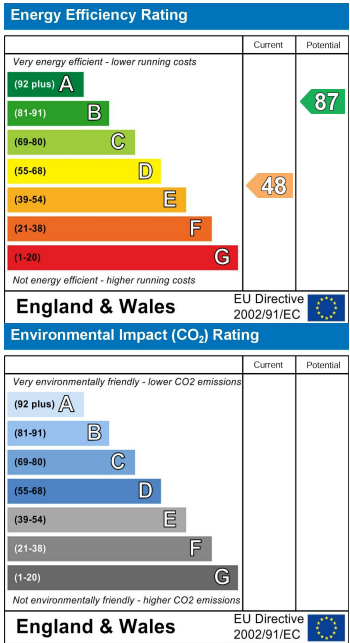 Energy Efficiency Rating
Current Potential
Very energy efficient - lower running costs
(92 plus) A
(81-91) B
(69-80) C
(55-68) D
(39-54) E
(21-38) F
(1-20) G
48
87
Not energy efficient - higher running costs
England & Wales
EU Directive
2002/91/EC
Environmental Impact (CO2) Rating
Current Potential
Very environmentally friendly - lower CO2 emissions
(92 plus) A
(81-91) B
(69-80) C
(55-68) D
(39-54) E
(21-38) F
(1-20) G
Not environmentally friendly - higher CO2 emissions
England & Wales
EU Directive
2002/91/EC